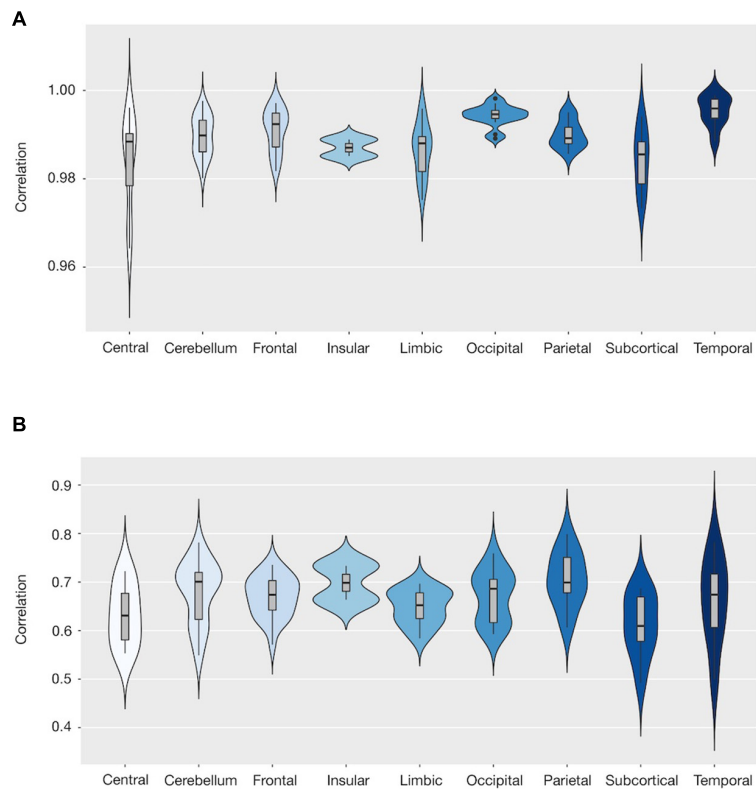 A
Correlation
1.00
0.98
0.96
Central Cerebellum Frontal Insular Limbic Occipital Parietal Subcortical Temporal
B
Correlation
0.9
0.8
0.7
0.6
0.5
0.4
Central Cerebellum Frontal Insular Limbic Occipital Parietal Subcortical Temporal